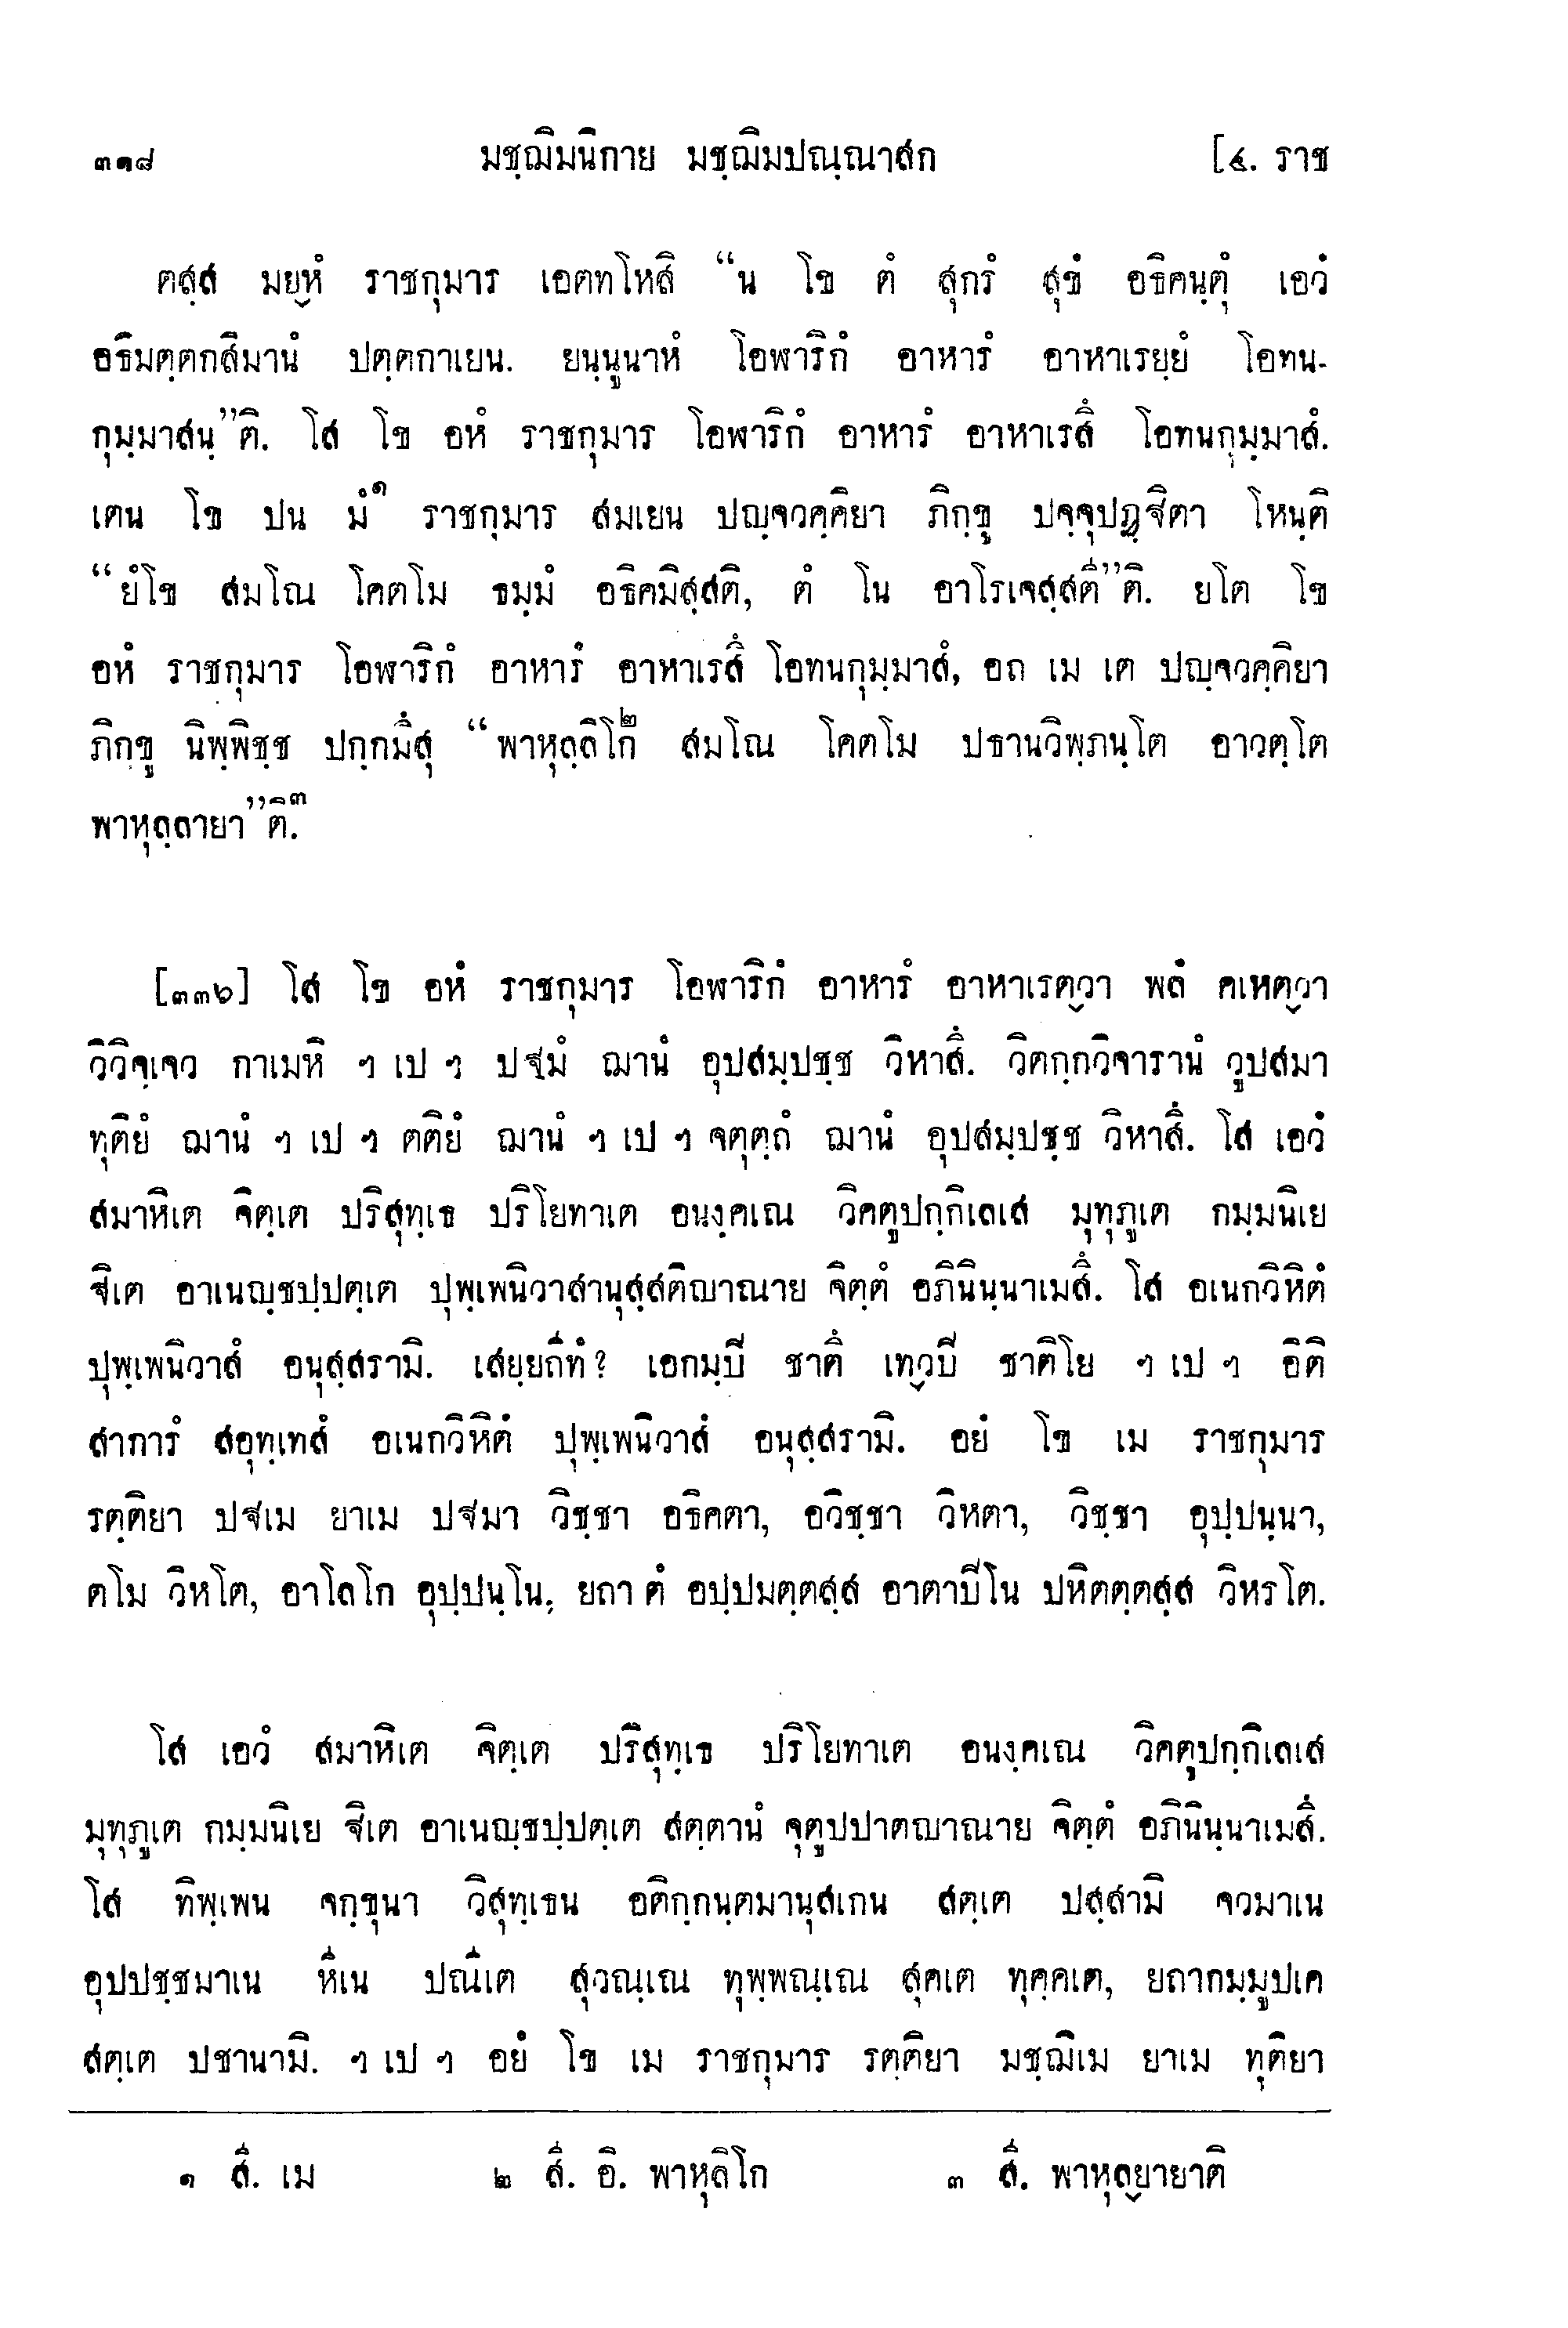 ๓๑๘ มชฺฌิมนิกาย มชฺฌิมปณฺณาสก [๔. ราช
ตสฺส มยฺหํ ราชกุมาร เอตทโหสิ “น โข ตํ สุกรํ สุขํ อธิคนฺตุํ เอวํ
อธิมตฺตกสิมานํ ปตฺตกาเยน. ยนฺนูนาหํ โอฬาริกํ อาหารํ อาหาเรยฺยํ โอทน-
กุมฺมาสนฺ”ติ. โส โข อหํ ราชกุมาร โอฬาริกํ อาหารํ อาหาเรสึ โอทนกุมฺมาสํ.
เตน โข ปน มํ๑ ราชกุมาร สมเยน ปญฺจวคฺคิยา ภิกฺขู ปจฺจุปฏฺฐิตา โหนฺติ
“ยํโข สมโณ โคตโม ธมฺมํ อธิคมิสฺสติ, ตํ โน อาโรเจสฺสตี”ติ. ยโต โข
อหํ ราชกุมาร โอฬาริกํ อาหารํ อาหาเรสึ โอทนกุมฺมาสํ, อถ เม เต ปญฺจวคฺคิยา
ภิกฺขู นิพฺพิชฺช ปกฺกมึสุ “พาหุลฺลิโก๒ สมโณ โคตโม ปธานวิพฺภนฺโต อาวตฺโต
พาหุลฺลายา”ติ.๓
[๓๓๖] โส โข อหํ ราชกุมาร โอฬาริกํ อาหารํ อาหาเรตฺวา พลํ คเหตฺวา
วิวิจฺเจว กาเมหิ ฯ เป ฯ ปฐมํ ฌานํ อุปสมฺปชฺช วิหาสึ. วิตกฺกวิจารานํ วูปสมา
ทุติยํ ฌานํ ฯ เป ฯ ตติยํ ฌานํ ฯ เป ฯ จตุตฺถํ ฌานํ อุปสมฺปชฺช วิหาสึ. โส เอวํ
สมาหิเต จิตฺเต ปริสุทฺเธ ปริโยทาเต อนงฺคเณ วิคตูปกฺกิเลเส มุทุภูเต กมฺมนิเย
ฐิเต อาเนญฺชปฺปตฺเต ปุพฺเพนิวาสานุสฺสติญาณาย จิตฺตํ อภินินฺนาเมสึ. โส อเนกวิหิตํ
ปุพฺเพนิวาสํ อนุสฺสรามิ. เสยฺยถีทํ? เอกมฺปี ชาตึ เทฺวปี ชาติโย ฯ เป ฯ อิติ
สาการํ สอุทฺเทสํ อเนกวิหิตํ ปุพฺเพนิวาสํ อนุสฺสรามิ. อยํ โข เม ราชกุมาร
รตฺติยา ปฐเม ยาเม ปฐมา วิชฺชา อธิคตา, อวิชฺชา วิหตา, วิชฺชา อุปฺปนฺนา,
ตโม วิหโต, อาโลโก อุปฺปนฺโน, ยถา ตํ อปฺปมตฺตสฺส อาตาปีโน ปหิตตฺตสฺส วิหรโต.
โส เอวํ สมาหิเต จิตฺเต ปริสุทฺเธ ปริโยทาเต อนงฺคเณ วิคตุปกฺกิเลเส
มุทุภูเต กมฺมนิเย ฐิเต อาเนญฺชปฺปตฺเต สตฺตานํ จุตูปปาตญาณาย จิตฺตํ อภินินฺนาเมสึ.
โส ทิพฺเพน จกฺขุนา วิสุทฺเธน อติกฺกนฺตมานุสเกน สตฺเต ปสฺสามิ จวมาเน
อุปปชฺชมาเน หีเน ปณีเต สุวณฺเณ ทุพฺพณฺเณ สุคเต ทุคฺคเต, ยถากมฺมูปเค
สตฺเต ปชานามิ. ฯ เป ฯ อยํ โข เม ราชกุมาร รตฺติยา มชฺฌิเม ยาเม ทุติยา
๑ สี. เม ๒ สี. อิ. พาหุลิโก ๓ สี. พาหุลฺยายาติ